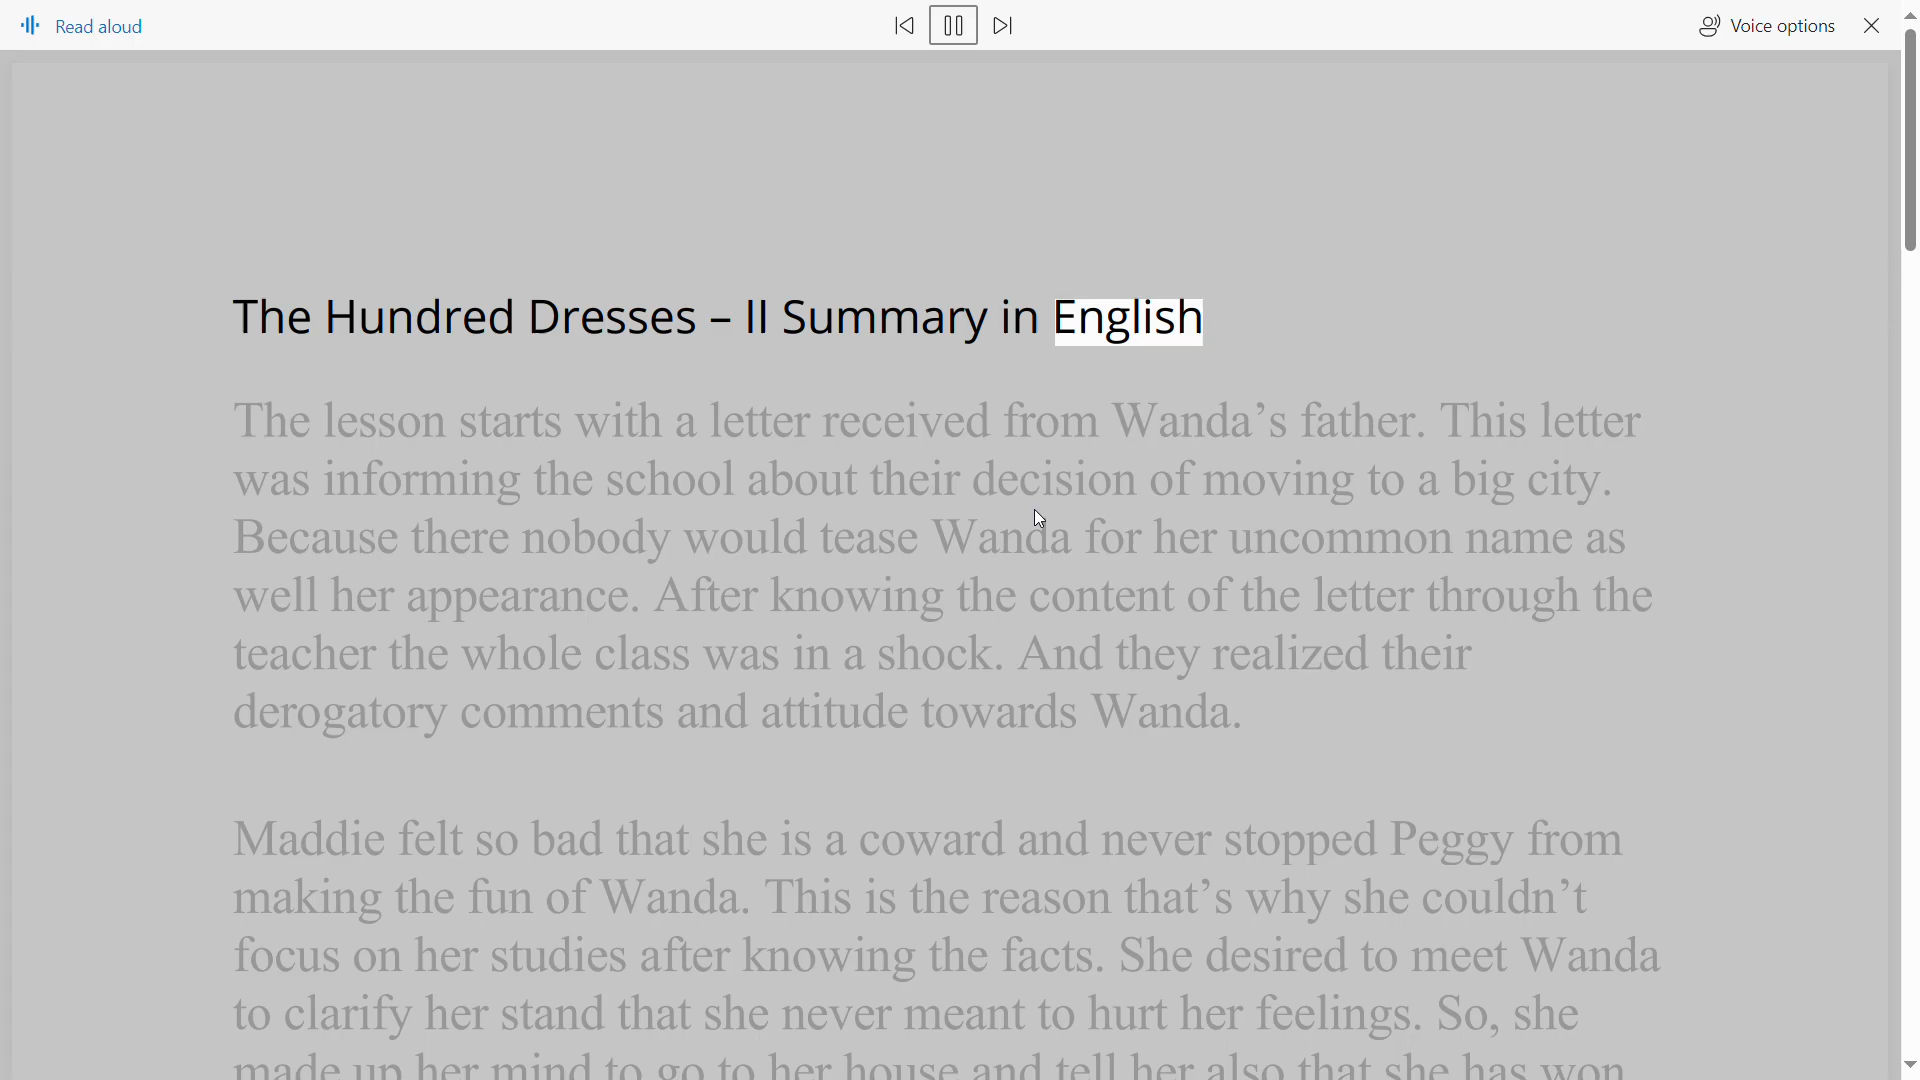 Read aloud
Voice options
The Hundred Dresses – II Summary in English
The lesson starts with a letter received from Wanda’s father. This letter
was informing the school about their decision of moving to a big city.
Because there nobody would tease Wanda for her uncommon name as
well her appearance. After knowing the content of the letter through the
teacher the whole class was in a shock. And they realized their
derogatory comments and attitude towards Wanda.
Maddie felt so bad that she is a coward and never stopped Peggy from
making the fun of Wanda. This is the reason that’s why she couldn’t
focus on her studies after knowing the facts. She desired to meet Wanda
to clarify her stand that she never meant to hurt her feelings. So, she
made up her mind to go to her house and tell her also that she has won